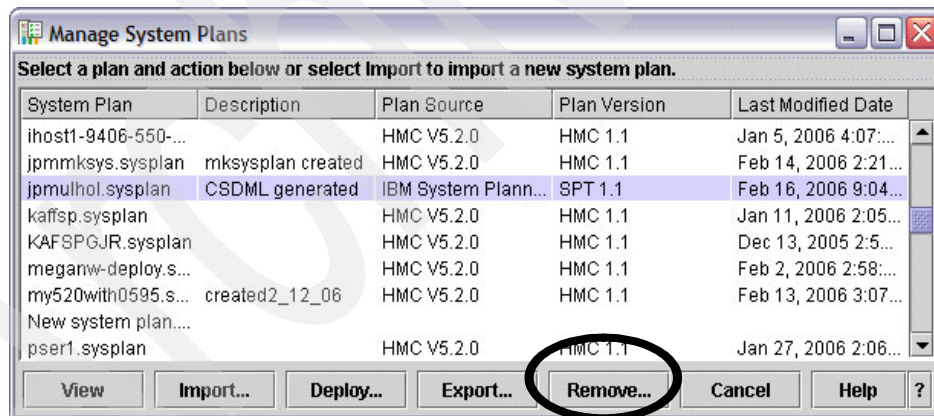 Manage System Plans
Select a plan and action below or select Import to import a new system plan.
System Plan Description Plan Source Plan Version Last Modified Date
ihost1-9406-550-... HMC V5.2.0 HMC 1.1 Jan 5, 2006 4:07:...
jpmmksys.sysplan mksysplan created HMC V5.2.0 HMC 1.1 Feb 14, 2006 2:21...
jpmulhol.sysplan CSDML generated IBM System Plann... SPT 1.1 Feb 16, 2006 9:04...
kaffsp.sysplan HMC V5.2.0 HMC 1.1 Jan 11, 2006 2:05...
KAFSPGJR.sysplan HMC V5.2.0 HMC 1.1 Dec 13, 2005 2:5...
meganw-deploy.s... HMC V5.2.0 HMC 1.1 Feb 2, 2006 2:58:...
my520with0595.s... created2_12_06 HMC V5.2.0 HMC 1.1 Feb 13, 2006 3:07...
New system plan....
pser1.sysplan HMC V5.2.0 HMC 1.1 Jan 27, 2006 2:06...
View Import... Deploy... Export... Remove... Cancel Help ?